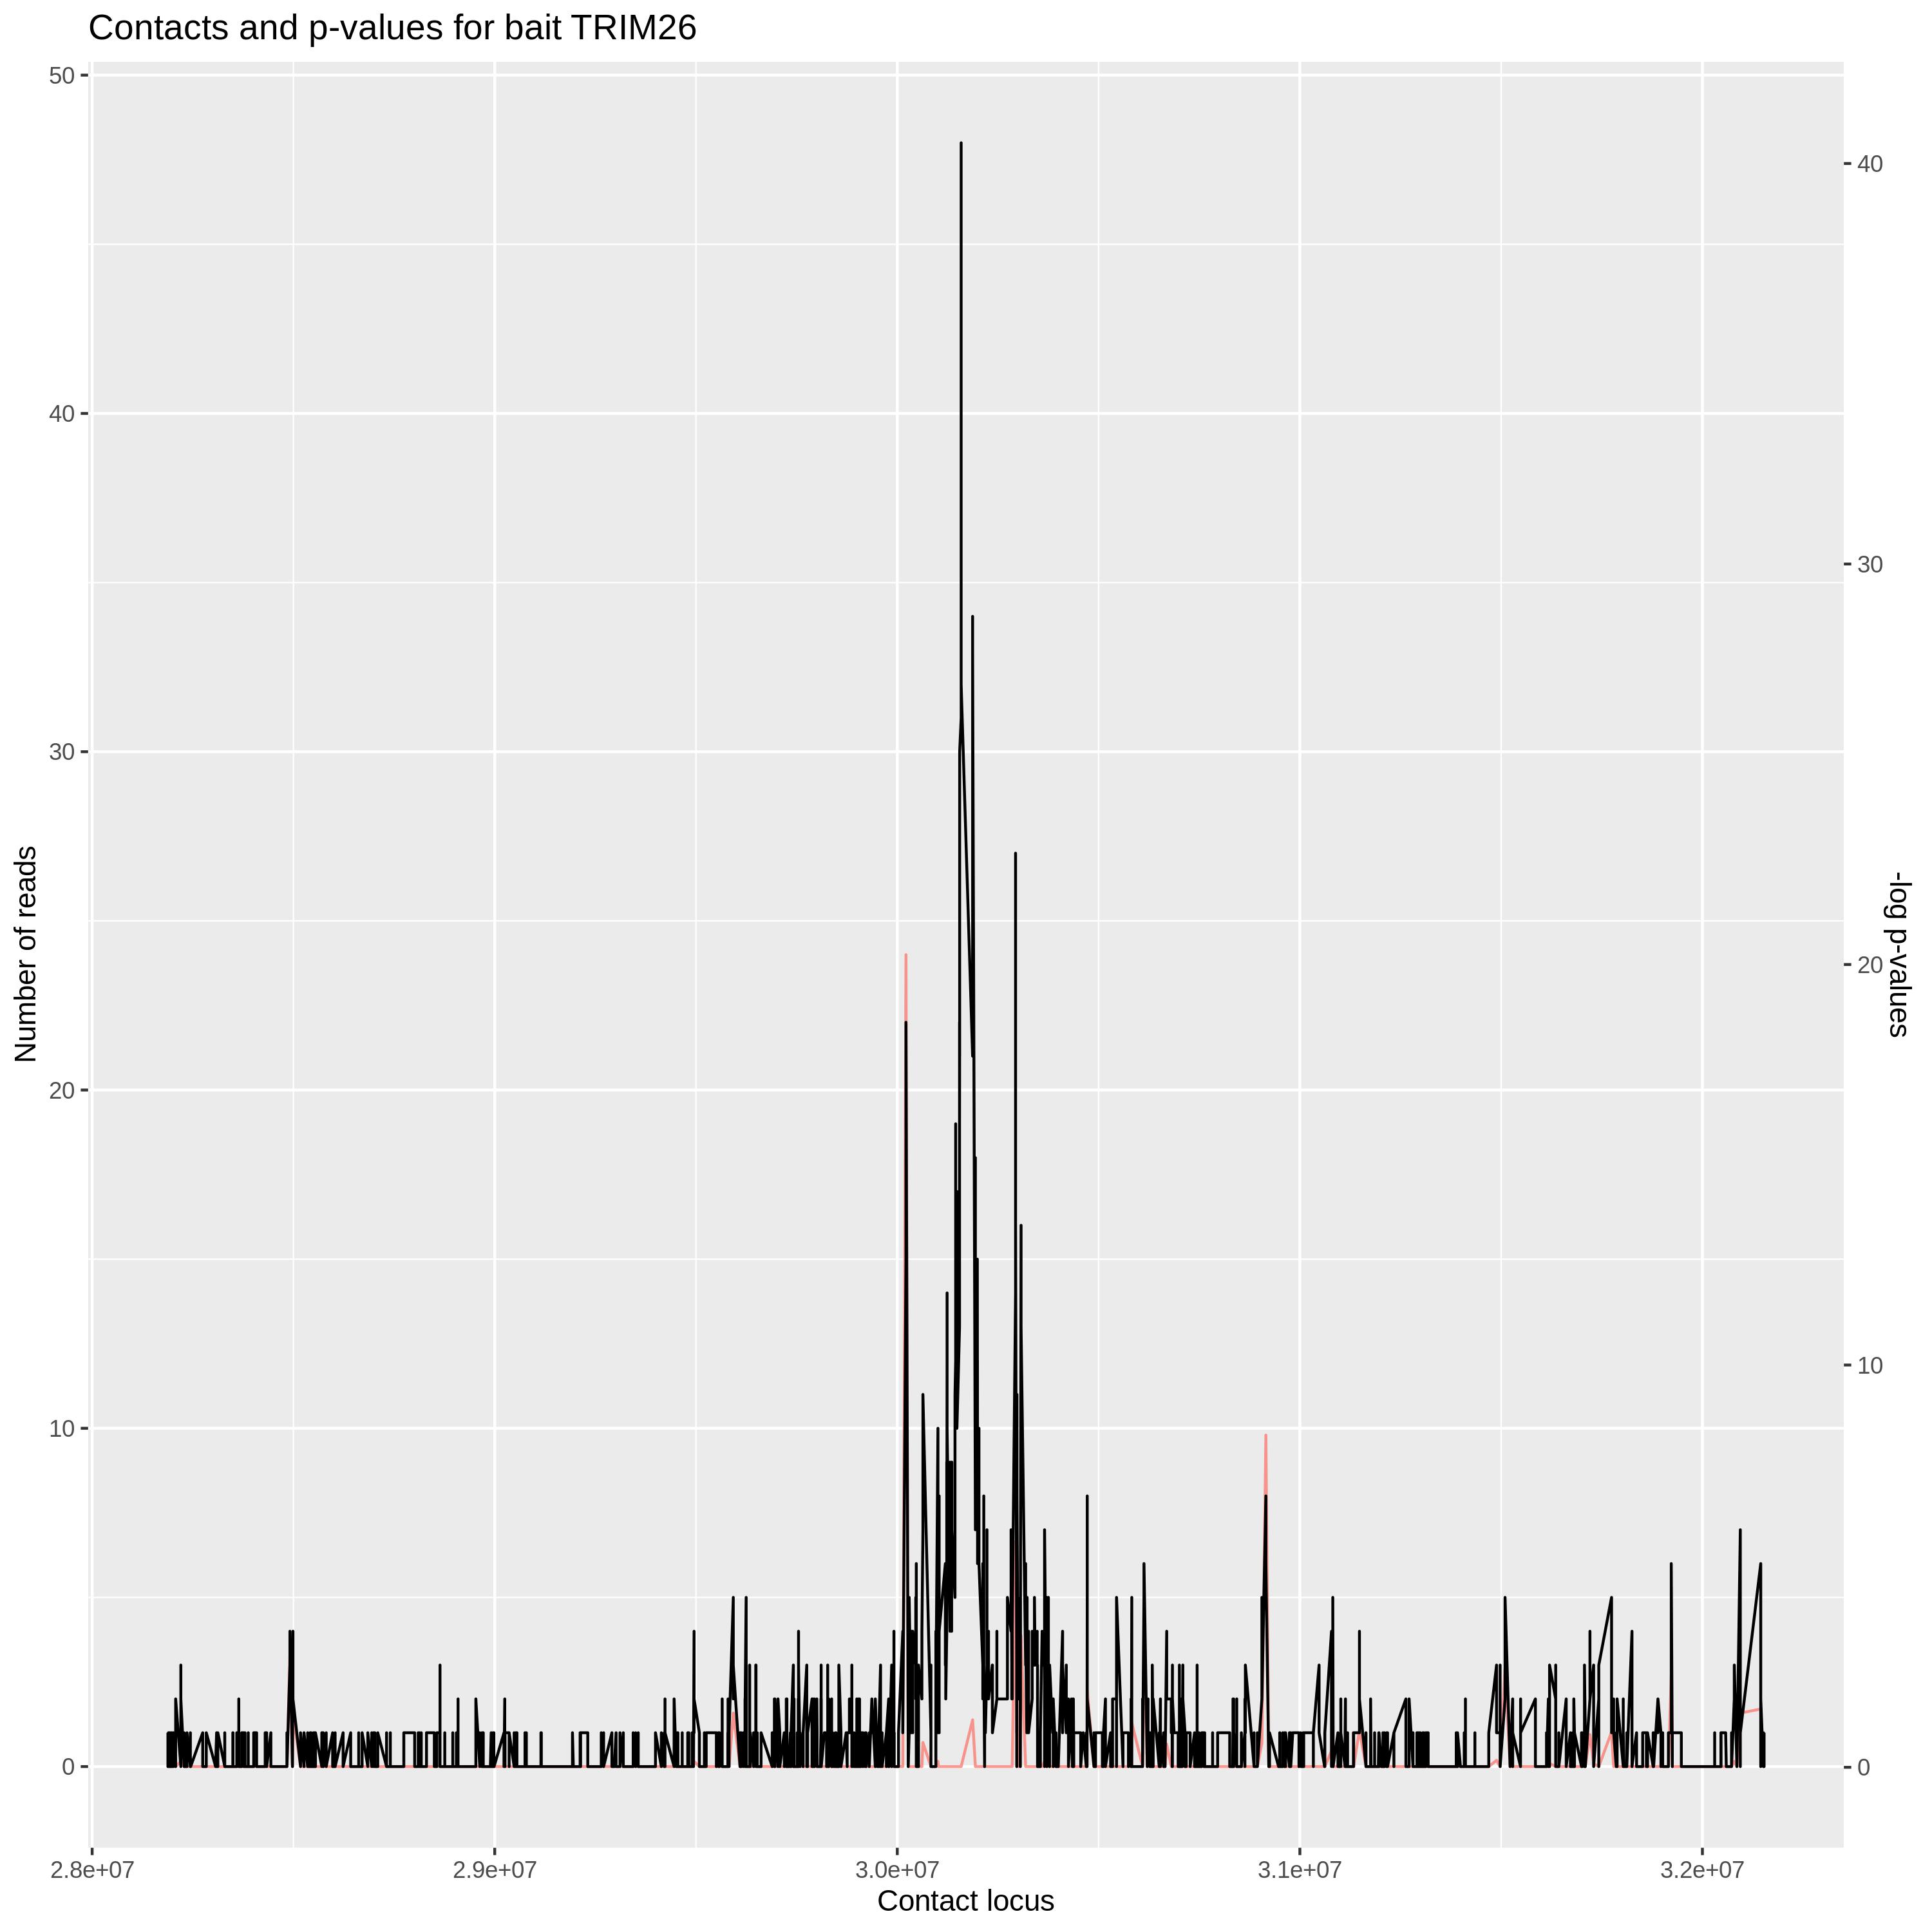 Contacts and p-values for bait TRIM26
50
40
30
20
10
0
Number of reads
40
30
20
10
0
-log p-values
2.8e+07
2.9e+07
3.0e+07
3.1e+07
3.2e+07
Contact locus